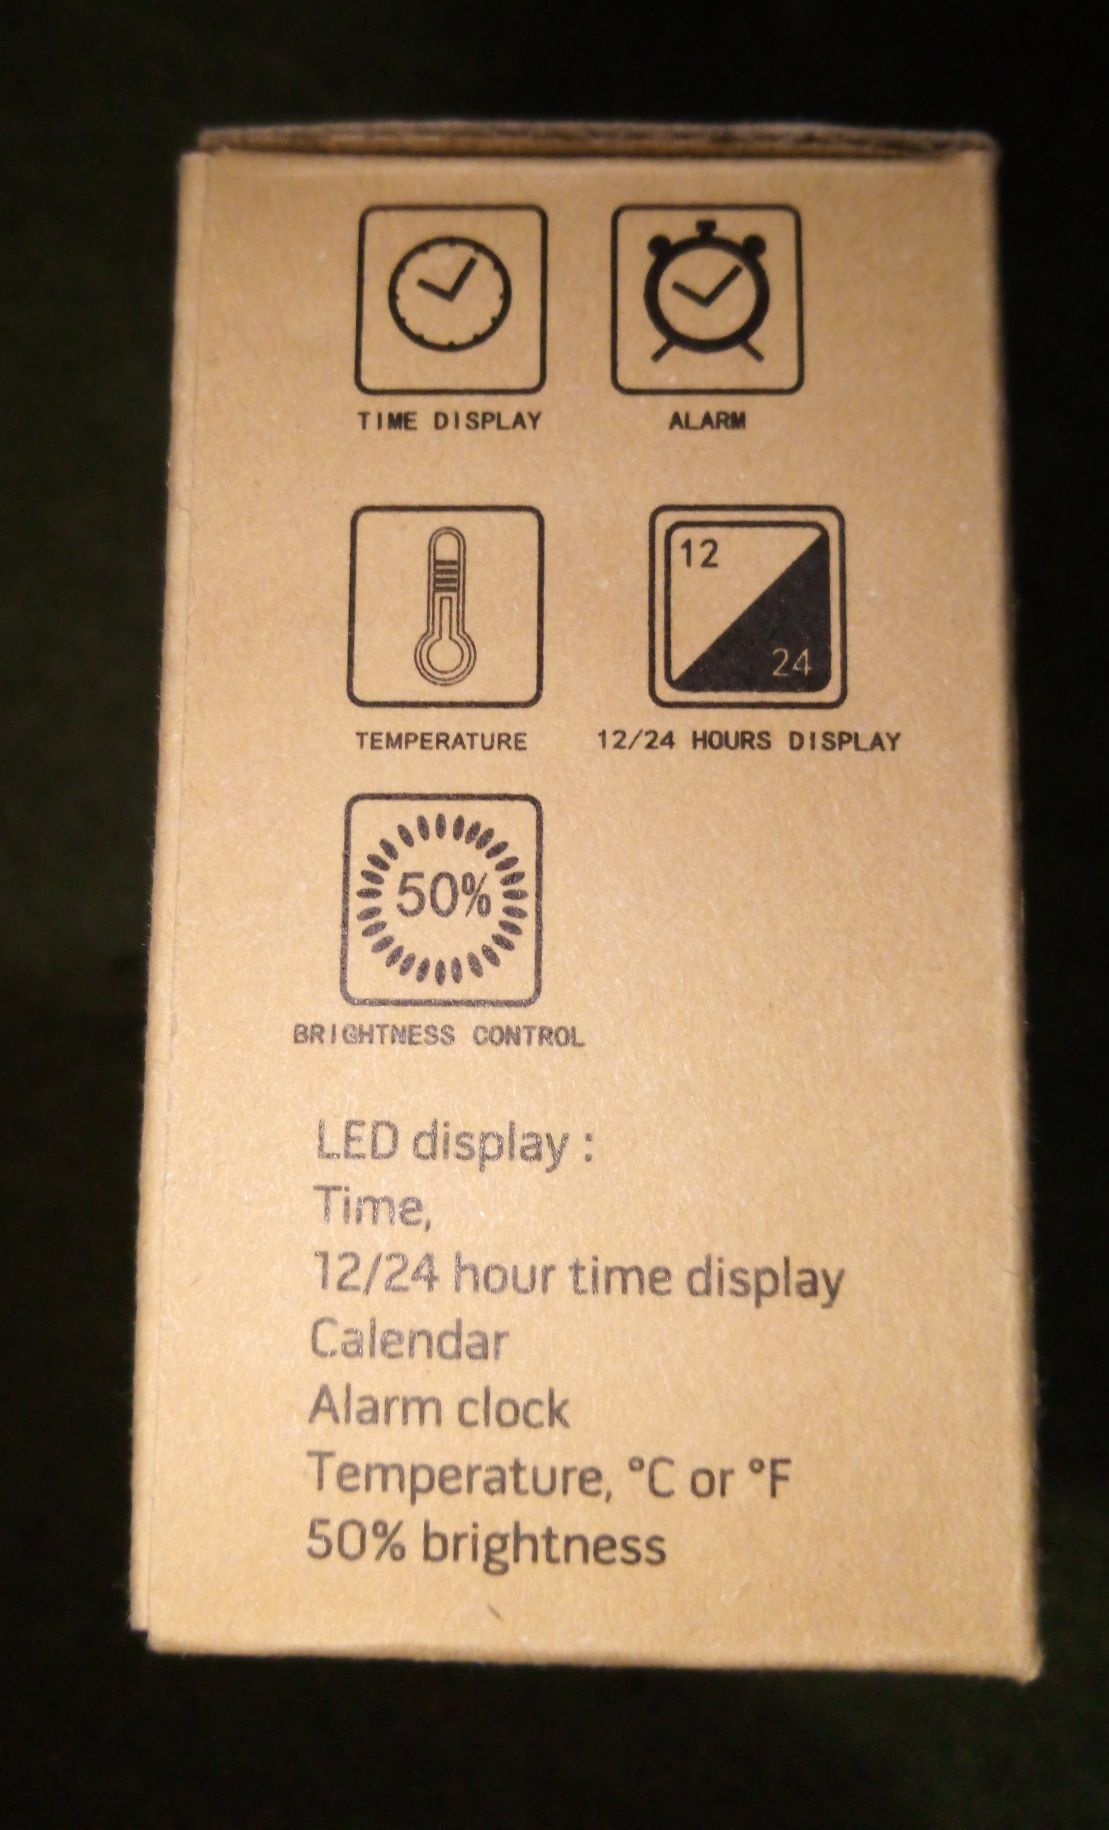 TIME DISPLAY ALARM
12
24
TEMPERATURE 12/24 HOURS DISPLAY
50%
BRIGHTNESS CONTROL
LED display :
Time,
12/24 hour time display
Calendar
Alarm clock
Temperature, °C or °F
50% brightness